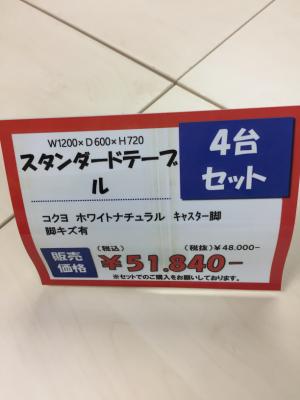 W1200×D600×H720
スタンダードテーブ
ル
4台
セット
コクヨ ホワイトナチュラル キャスター脚
脚キズ有
販売
価格
(税込)
(税抜)¥48.000-
¥51.840-
※セットでのご購入をお願いしております。